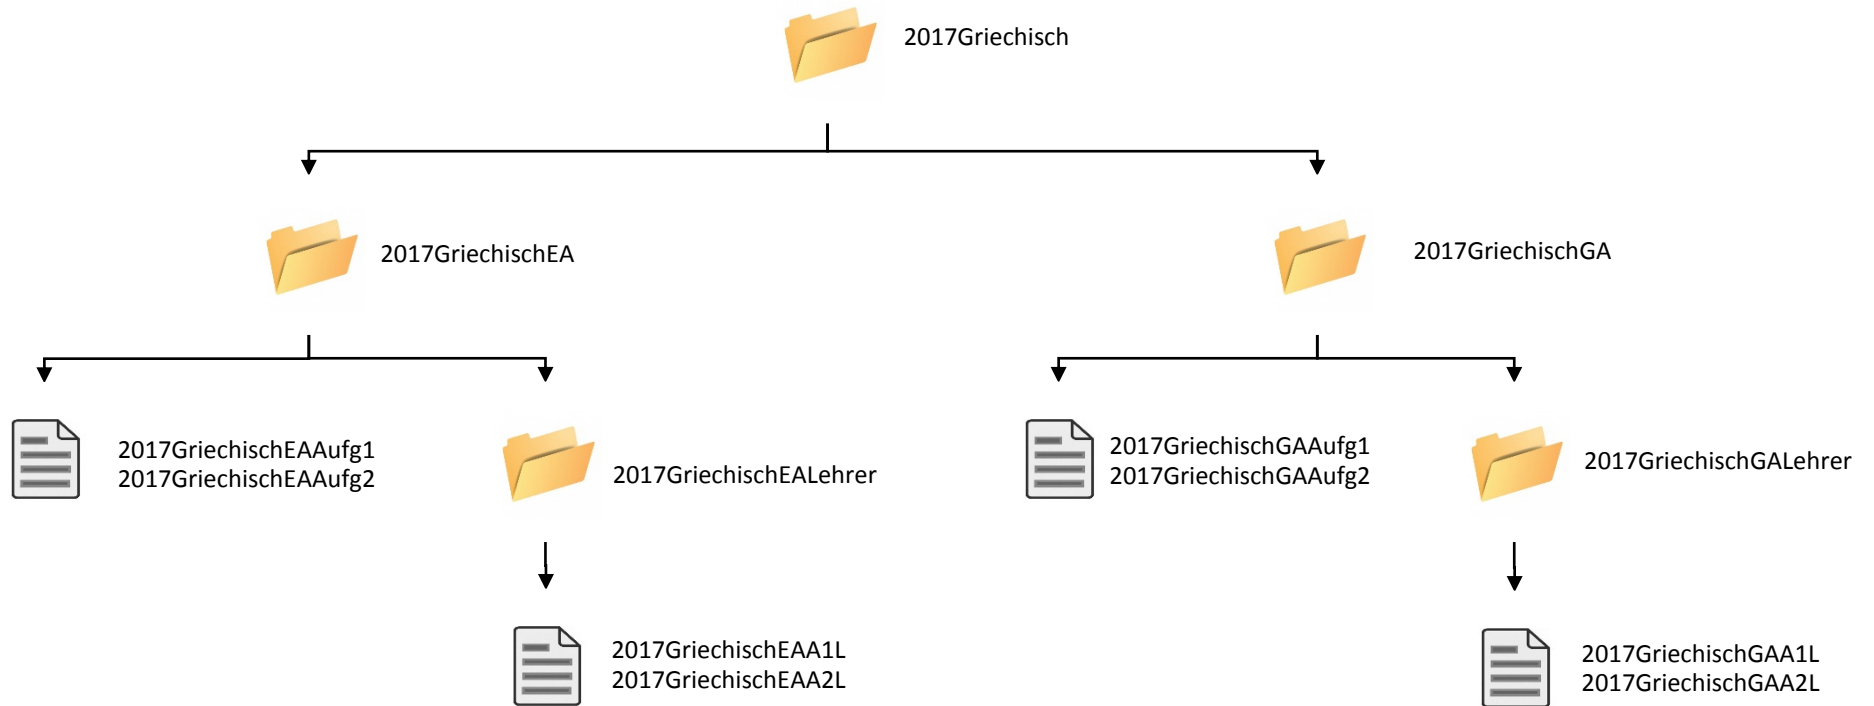 2017Griechisch
2017GriechischEA
2017GriechischGA
2017GriechischEAAufg1
2017GriechischEAAufg2
2017GriechischEALehrer
2017GriechischGAAufg1
2017GriechischGAAufg2
2017GriechischGALehrer
2017GriechischEAA1L
2017GriechischEAA2L
2017GriechischGAA1L
2017GriechischGAA2L